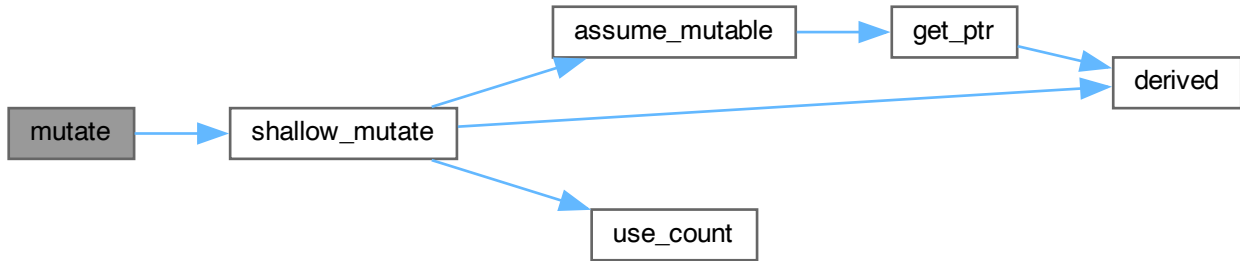 mutate
shallow_mutate
assume_mutable
get_ptr
derived
use_count